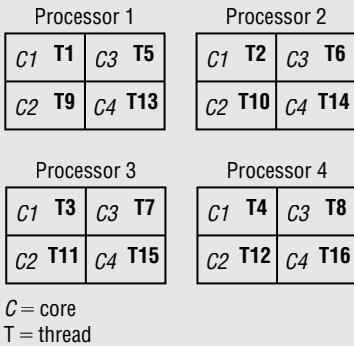 Processor 1
C1 T1 C3 T5
C2 T9 C4 T13
Processor 2
C1 T2 C3 T6
C2 T10 C4 T14
Processor 3
C1 T3 C3 T7
C2 T11 C4 T15
Processor 4
C1 T4 C3 T8
C2 T12 C4 T16
C = core
T = thread